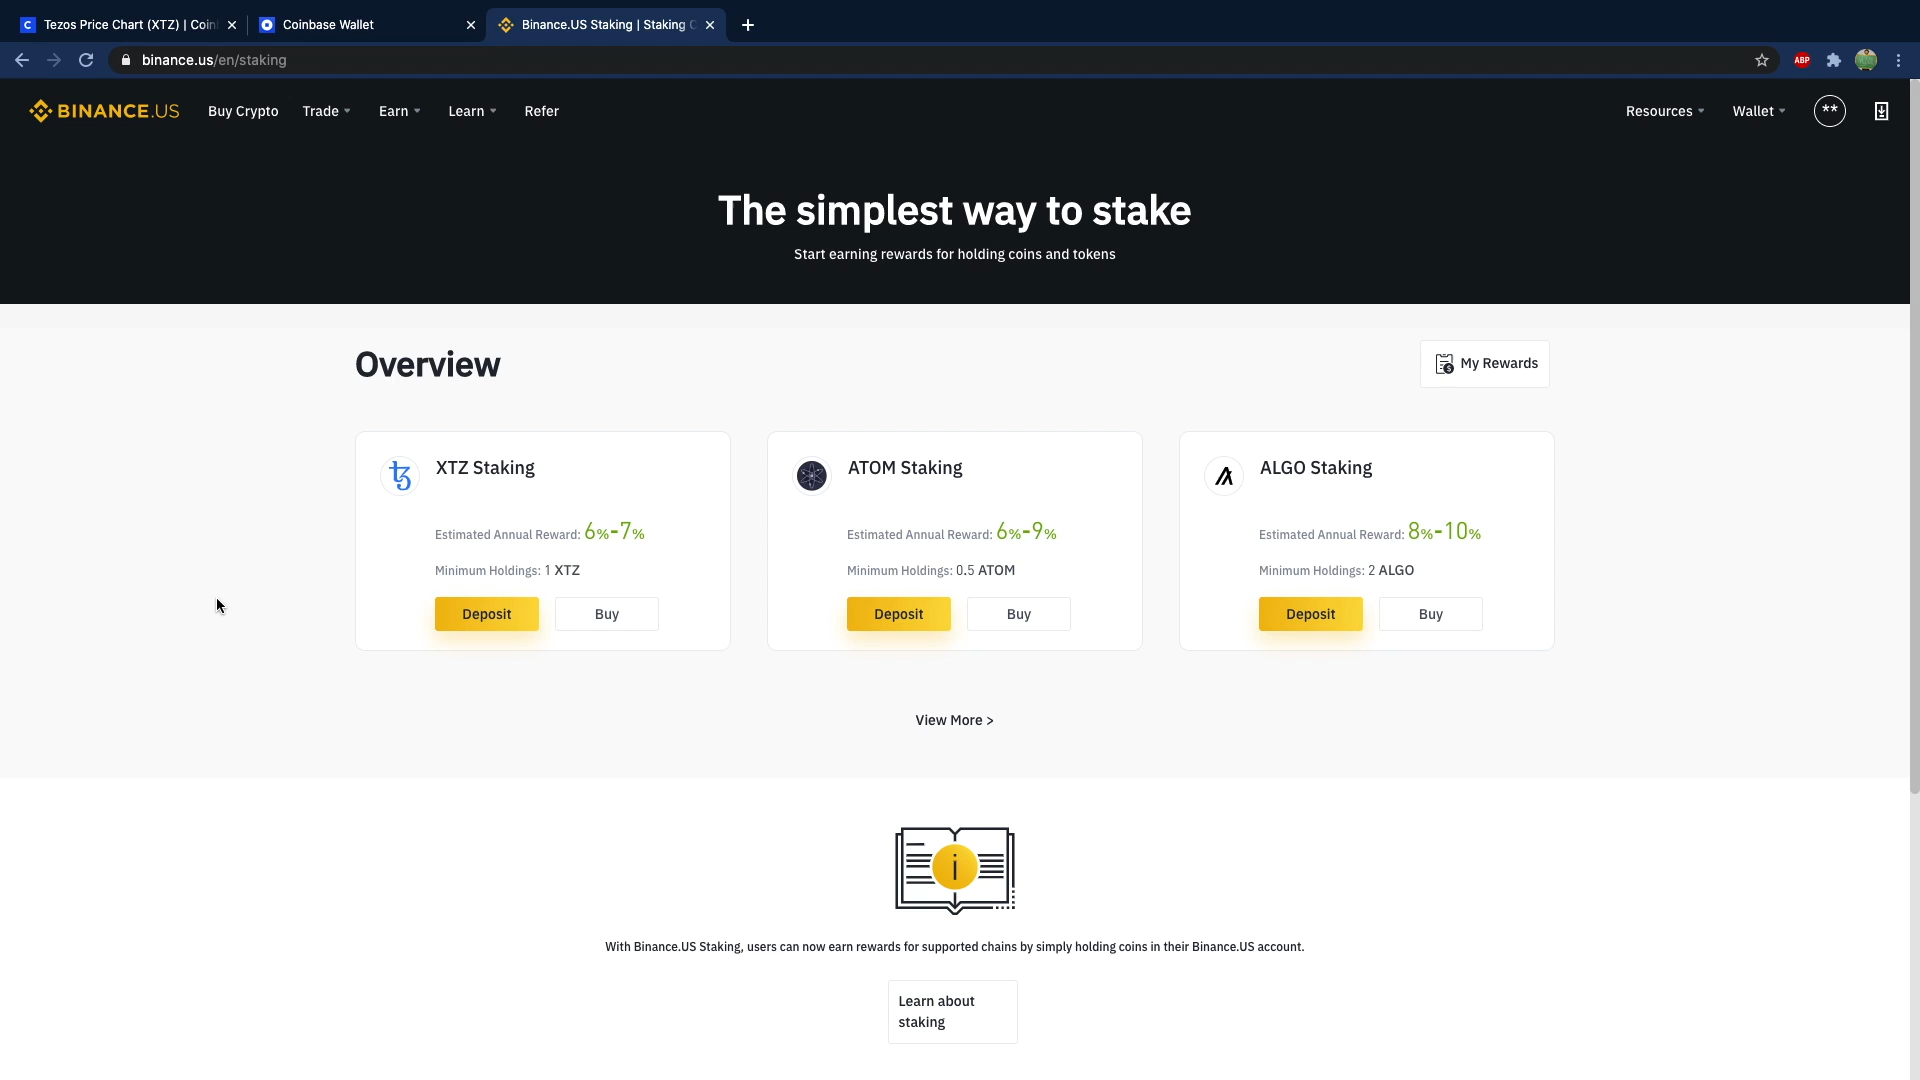 Tezos Price Chart (XTZ) | Coin
Coinbase Wallet
Binance.US Staking | Staking C
binance.us/en/staking
ABP
BINANCE.US
Buy Crypto
Trade
Earn
Learn
Refer
Resources
Wallet
**
The simplest way to stake
Start earning rewards for holding coins and tokens
Overview
My Rewards
XTZ Staking
Estimated Annual Reward: 6%-7%
Minimum Holdings: 1 XTZ
Deposit
Buy
ATOM Staking
Estimated Annual Reward: 6%-9%
Minimum Holdings: 0.5 ATOM
Deposit
Buy
ALGO Staking
Estimated Annual Reward: 8%-10%
Minimum Holdings: 2 ALGO
Deposit
Buy
View More >
With Binance.US Staking, users can now earn rewards for supported chains by simply holding coins in their Binance.US account.
Learn about
staking